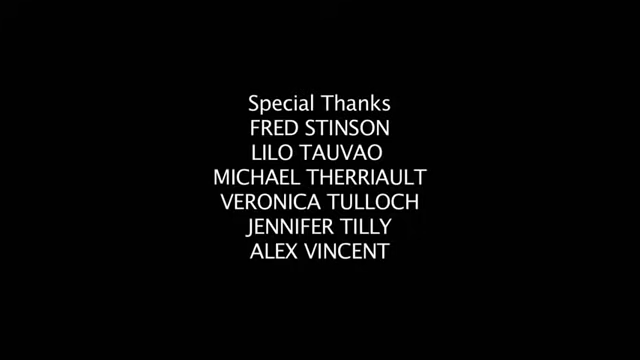 Special Thanks
FRED STINSON
LILO TAUVAO
MICHAEL THERRIAULT
VERONICA TULLOCH
JENNIFER TILLY
ALEX VINCENT